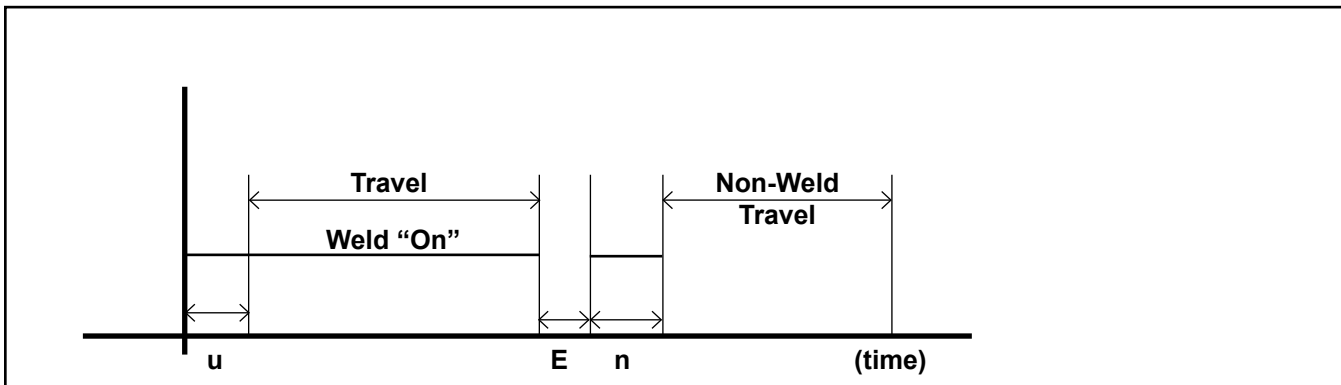 Travel
Non-Weld
Travel
Weld “On”
u
E
n
(time)